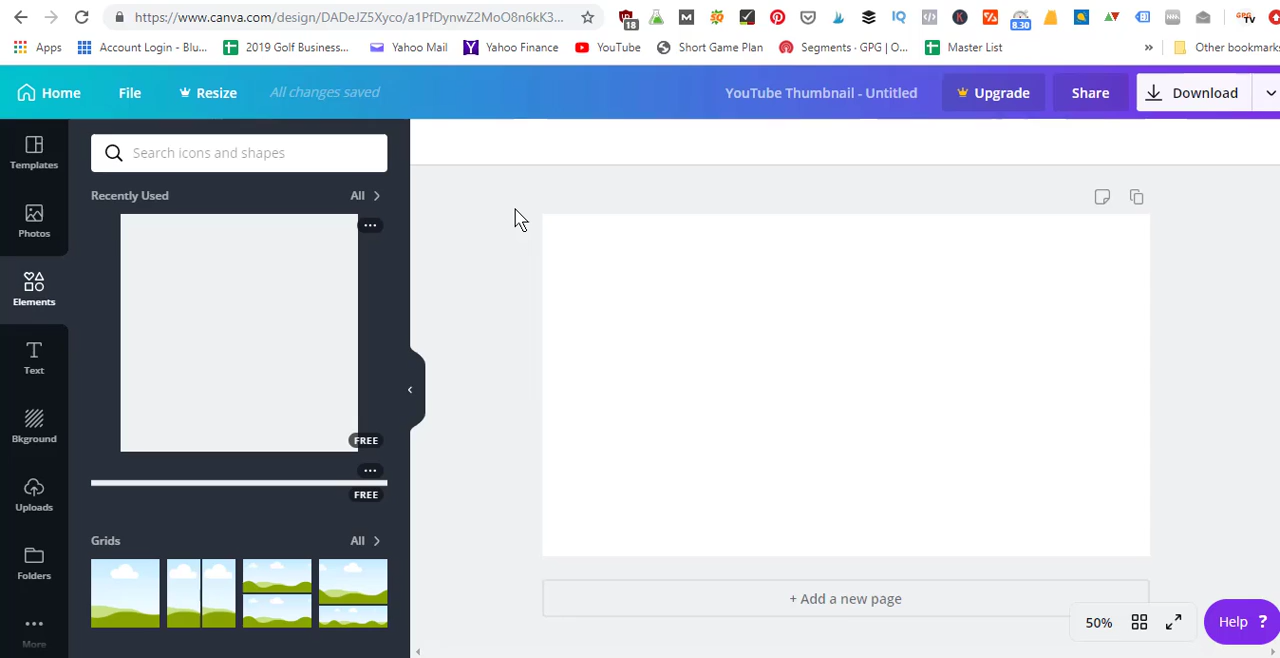 https://www.canva.com/design/DADeJZ5Xyco/a1PfDynwZ2MoO8n6kK3...
18
8.30
Apps
Account Login - Blu...
2019 Golf Business...
Yahoo Mail
Yahoo Finance
YouTube
Short Game Plan
Segments · GPG | O...
Master List
»
Other bookmarks
Home
File
Resize
All changes saved
YouTube Thumbnail - Untitled
Upgrade
Share
Download
Templates
Photos
Elements
Text
Bkground
Uploads
Folders
More
Search icons and shapes
Recently Used
All
FREE
FREE
Grids
All
+ Add a new page
50%
Help ?